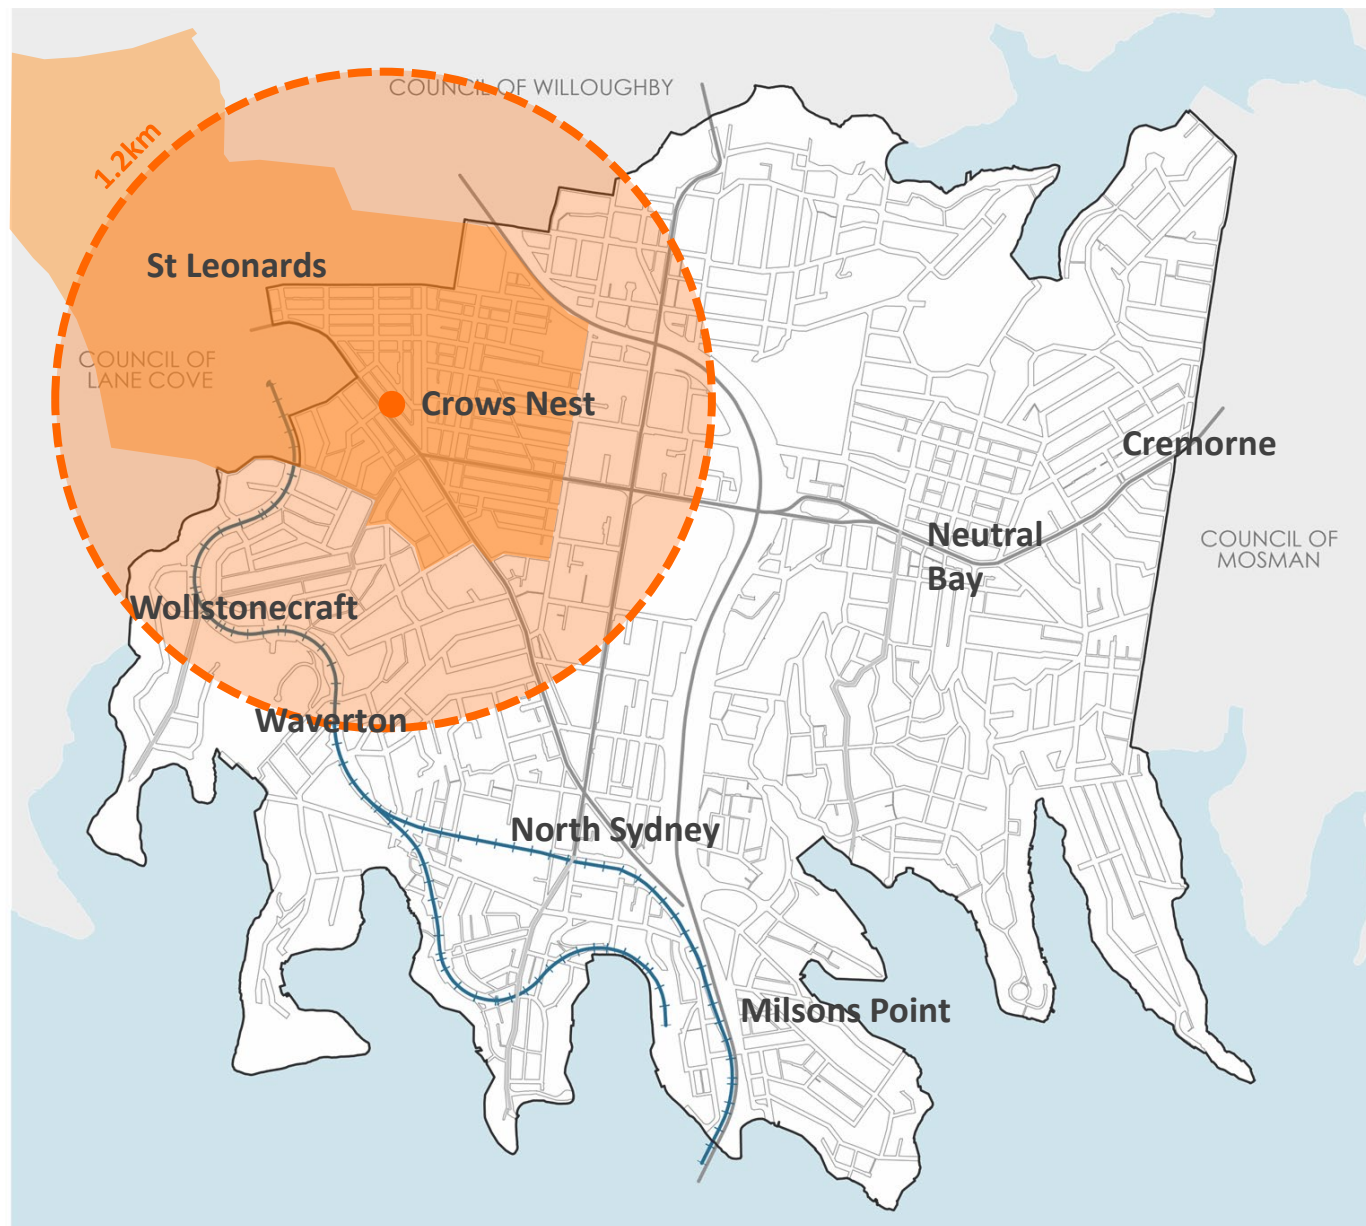 COUNCIL OF WILLOUGHBY
1.2km
St Leonards
COUNCIL OF
LANE COVE
Crows Nest
Cremorne
Neutral
Bay
COUNCIL OF
MOSMAN
Wollstonecraft
Waverton
North Sydney
Milsons Point